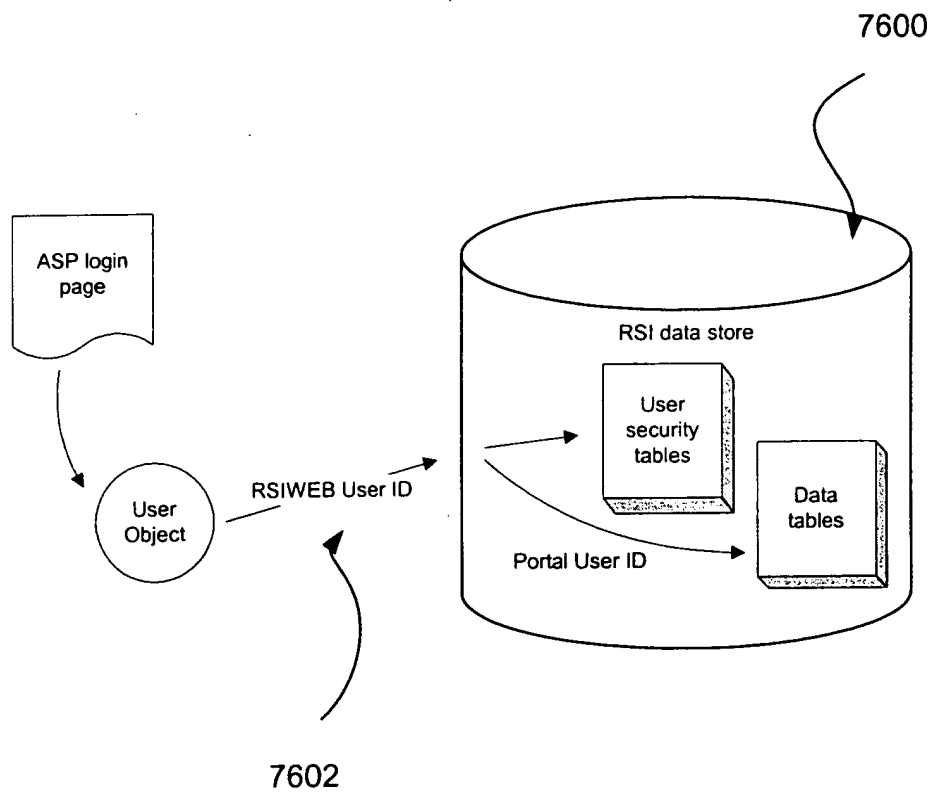 7600
ASP login
page
RSI data store
User
security
tables
RSIWEB User ID
User
Object
Data
tables
Portal User ID
7602